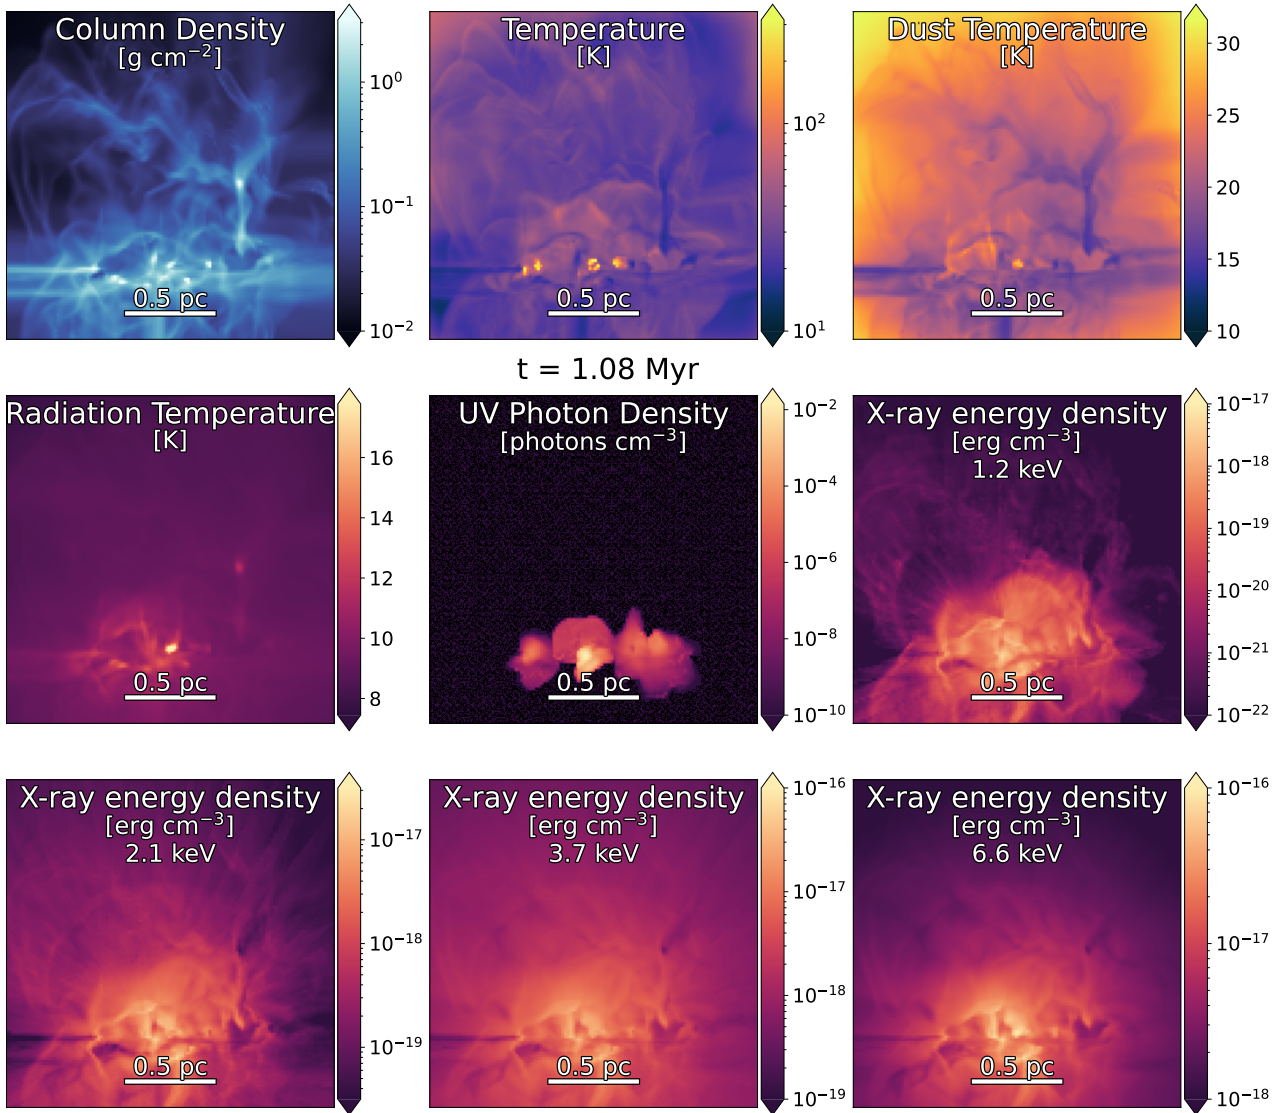 Column Density
[g cm⁻²]
0.5 pc
10⁰
10⁻¹
10⁻²
Temperature
[K]
0.5 pc
10²
10¹
Dust Temperature
[K]
0.5 pc
30
25
20
15
10
t = 1.08 Myr
Radiation Temperature
[K]
0.5 pc
16
14
12
10
8
UV Photon Density
[photons cm⁻³]
0.5 pc
10⁻²
10⁻⁴
10⁻⁶
10⁻⁸
10⁻¹⁰
X-ray energy density
[erg cm⁻³]
1.2 keV
0.5 pc
10⁻¹⁷
10⁻¹⁸
10⁻¹⁹
10⁻²⁰
10⁻²¹
10⁻²²
X-ray energy density
[erg cm⁻³]
2.1 keV
0.5 pc
10⁻¹⁷
10⁻¹⁸
10⁻¹⁹
X-ray energy density
[erg cm⁻³]
3.7 keV
0.5 pc
10⁻¹⁶
10⁻¹⁷
10⁻¹⁸
10⁻¹⁹
X-ray energy density
[erg cm⁻³]
6.6 keV
0.5 pc
10⁻¹⁶
10⁻¹⁷
10⁻¹⁸